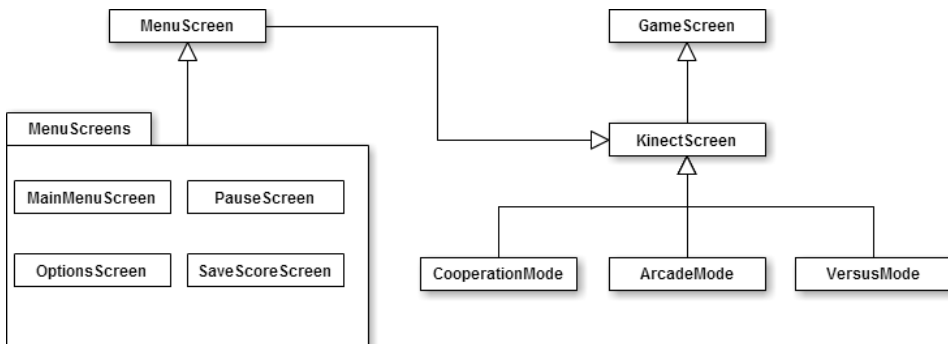 MenuScreen
GameScreen
MenuScreens
KinectScreen
MainMenuScreen
PauseScreen
OptionsScreen
SaveScoreScreen
CooperationMode
ArcadeMode
VersusMode